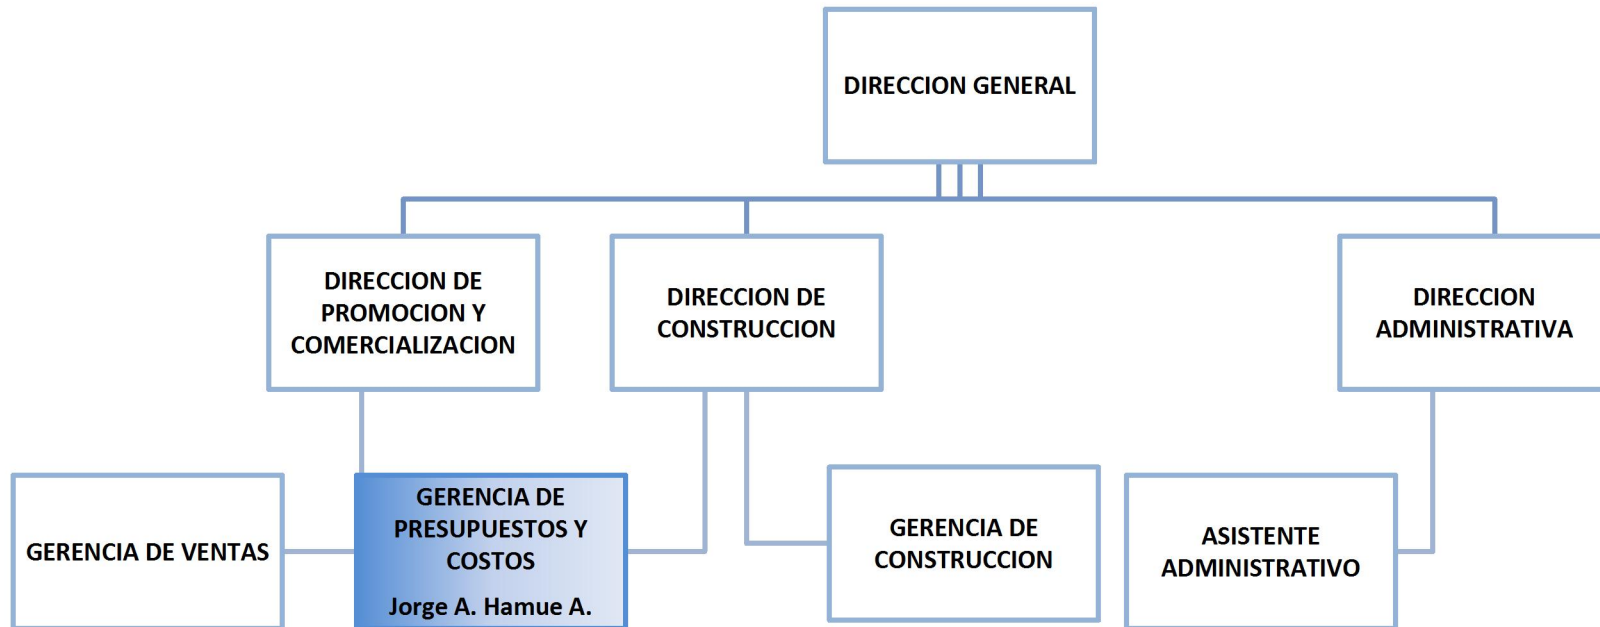 DIRECCION GENERAL
DIRECCION DE
PROMOCION Y
COMERCIALIZACION
DIRECCION DE
CONSTRUCCION
DIRECCION
ADMINISTRATIVA
GERENCIA DE VENTAS
GERENCIA DE
PRESUPUESTOS Y
COSTOS
Jorge A. Hamue A.
GERENCIA DE
CONSTRUCCION
ASISTENTE
ADMINISTRATIVO